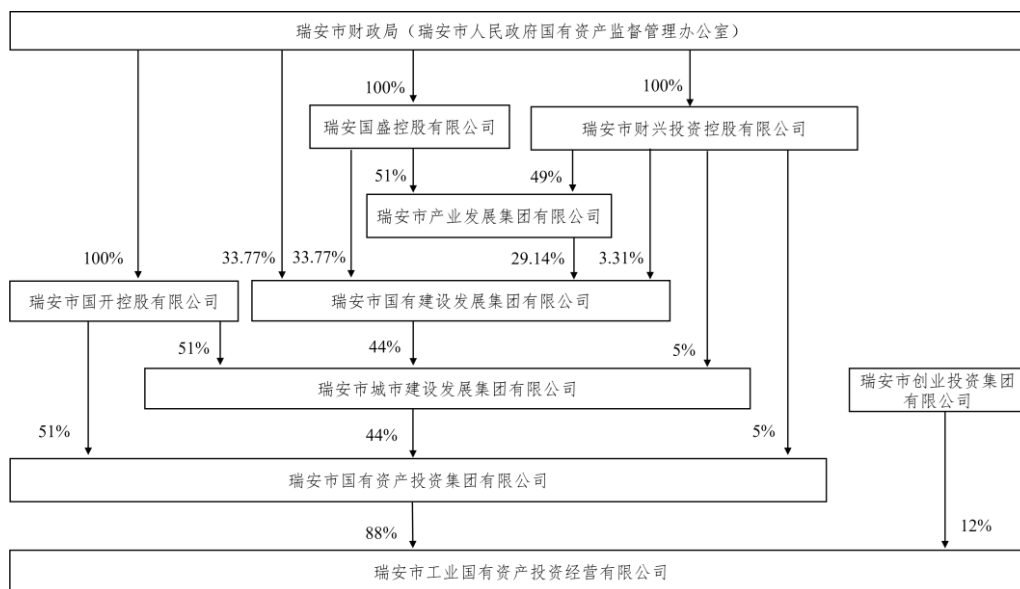 瑞安市财政局（瑞安市人民政府国有资产监督管理办公室）
100%
100%
瑞安国盛控股有限公司
瑞安市财兴投资控股有限公司
51%
49%
瑞安市产业发展集团有限公司
100%
33.77%
33.77%
29.14%
3.31%
瑞安市国开控股有限公司
瑞安市国有建设发展集团有限公司
51%
44%
5%
瑞安市城市建设发展集团有限公司
瑞安市创业投资集团
有限公司
51%
44%
5%
瑞安市国有资产投资集团有限公司
88%
12%
瑞安市工业国有资产投资经营有限公司